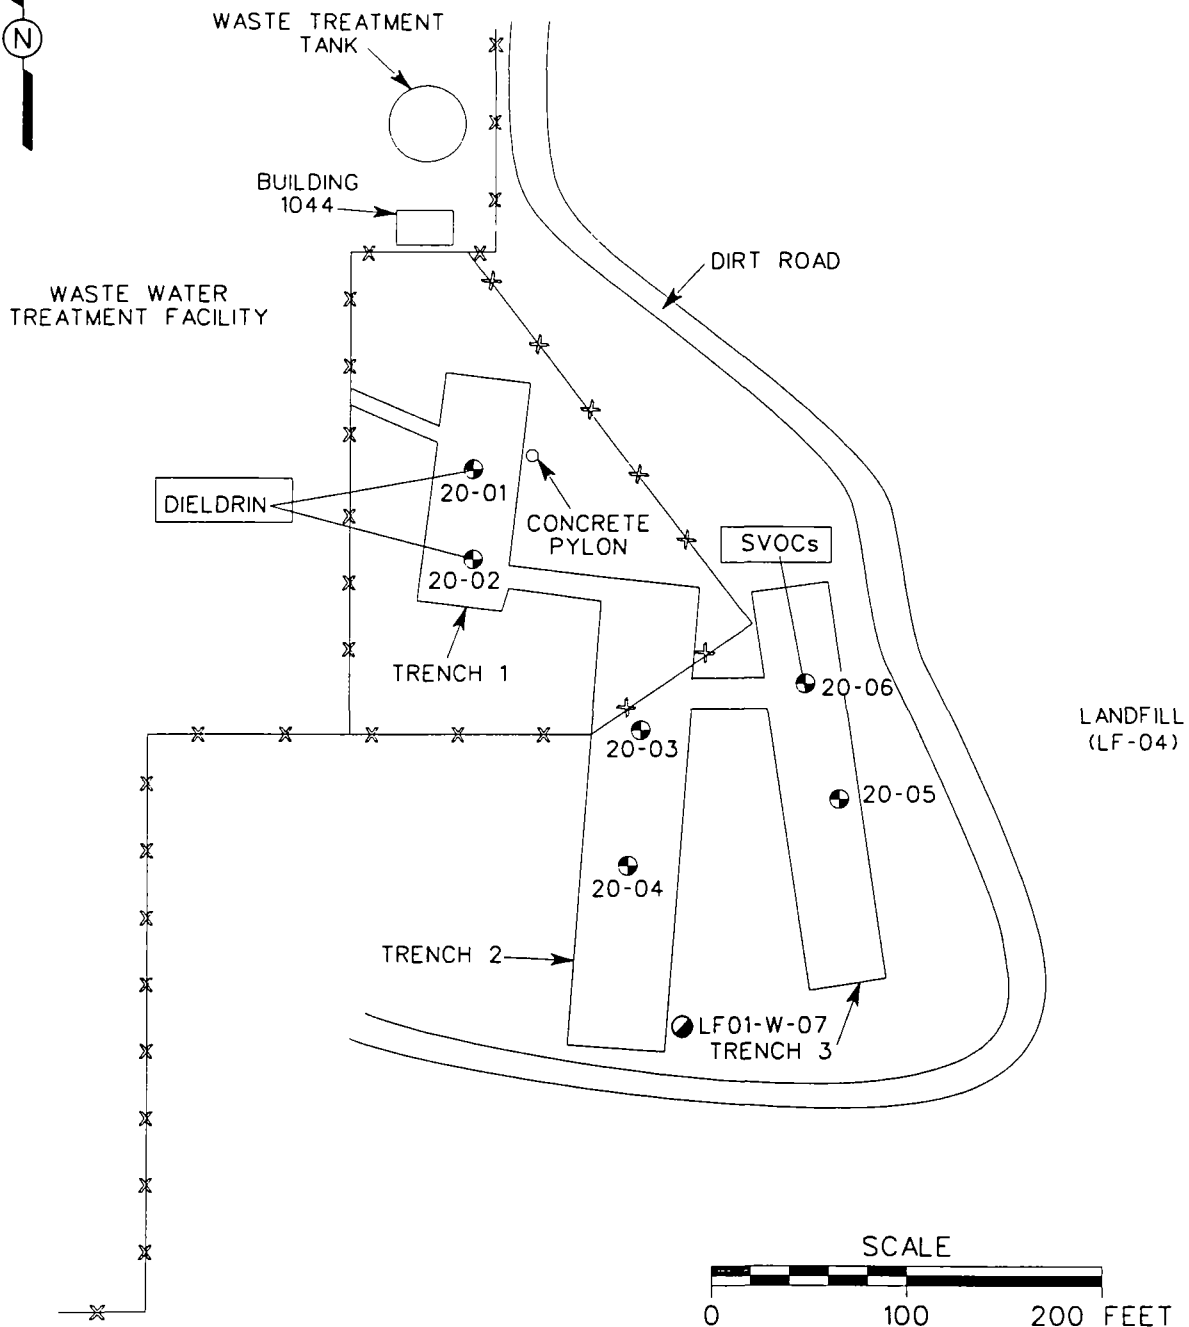 N
WASTE TREATMENT
TANK
BUILDING
1044
DIRT ROAD
WASTE WATER
TREATMENT FACILITY
DIELDRIN
20-01
CONCRETE
PYLON
SVOCs
20-02
TRENCH 1
20-06
LANDFILL
(LF-04)
20-03
20-05
20-04
TRENCH 2
LF01-W-07
TRENCH 3
SCALE
0 100 200 FEET